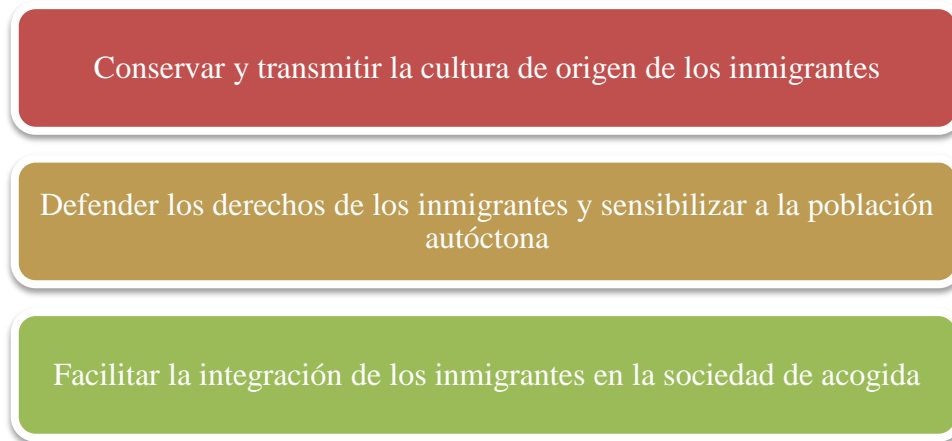 Conservar y transmitir la cultura de origen de los inmigrantes
Defender los derechos de los inmigrantes y sensibilizar a la población
autóctona
Facilitar la integración de los inmigrantes en la sociedad de acogida